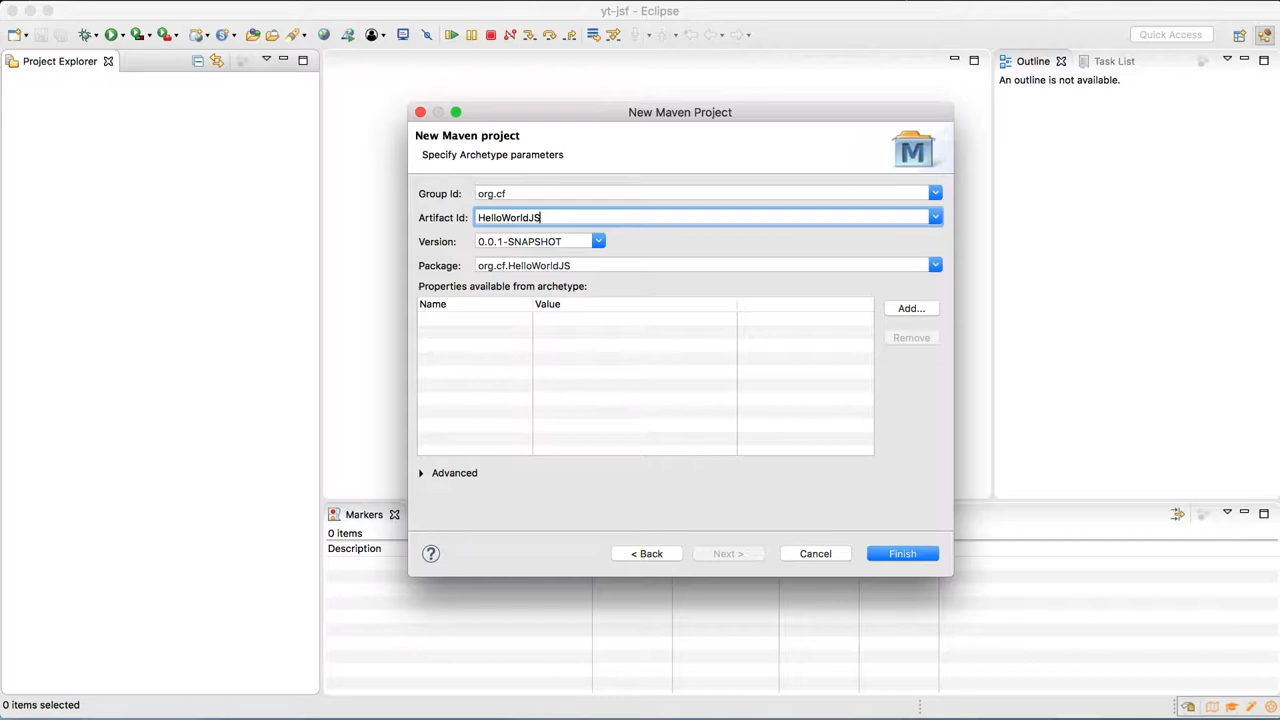 yt-jsf - Eclipse
Quick Access
Project Explorer
Outline
Task List
An outline is not available.
New Maven Project
New Maven project
Specify Archetype parameters
M
Group Id: org.cf
Artifact Id: HelloWorldJS
Version: 0.0.1-SNAPSHOT
Package: org.cf.HelloWorldJS
Properties available from archetype:
Name Value
Add...
Remove
Advanced
Markers
0 items
Description
? < Back Next > Cancel Finish
0 items selected